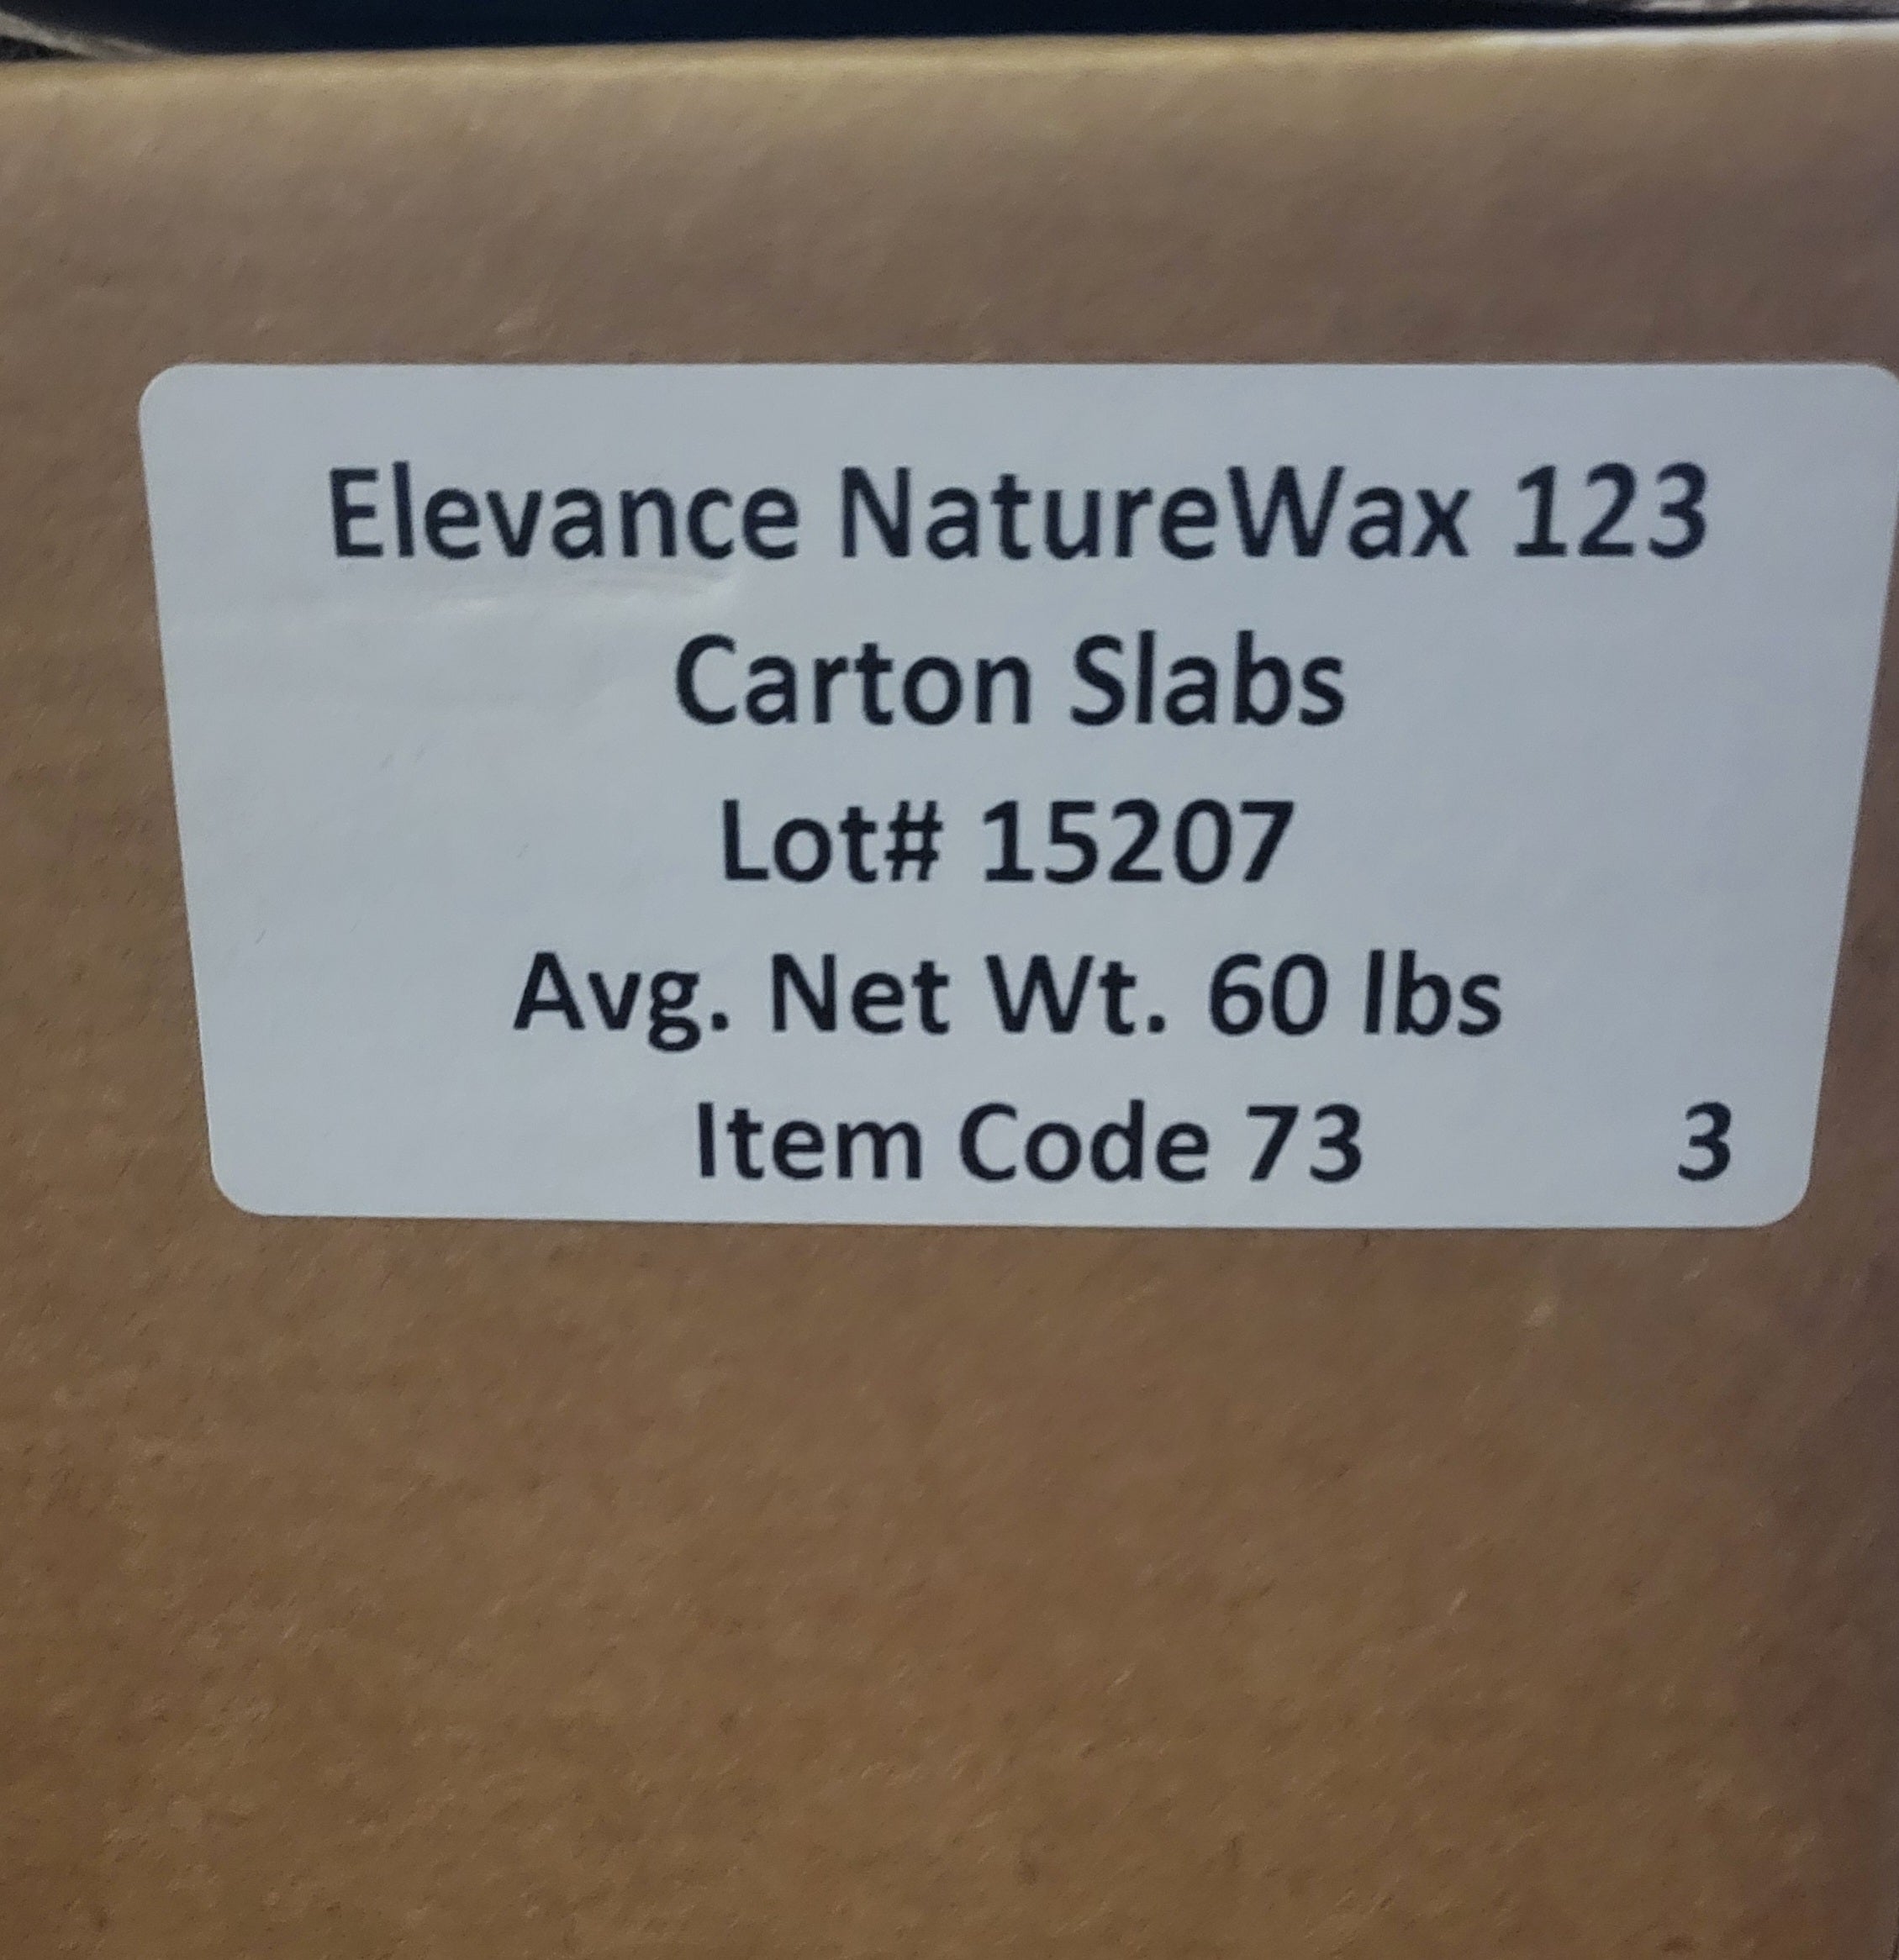 Elevance NatureWax 123
Carton Slabs
Lot# 15207
Avg. Net Wt. 60 lbs
Item Code 73 3